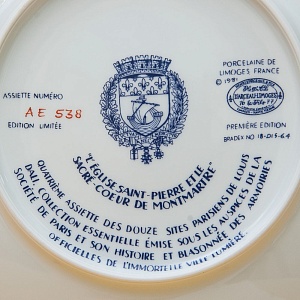 ASSIETTE NUMÉRO
AE 538
EDITION LIMITÉE
PORCELAINE DE
LIMOGES FRANCE
© 1981
D'ARCEAU-LIMOGES
PREMIÈRE EDITION
BRADEX NO 18-D15-6.4
"L'ÉGLISE SAINT-PIERRE ET LE
SACRÉ-COEUR DE MONTMARTRE"
QUATRIÈME ASSIETTE DES DOUZE SITES PARISIENS DE LOUIS
DALI, COLLECTION ESSENTIELLE ÉMISE SOUS LES AUSPICES DE LA
SOCIÉTÉ DE PARIS ET SON HISTOIRE ET BLASONNÉE DES ARMOIRIES
OFFICIELLES DE L'IMMORTELLE VILLE LUMIÈRE.